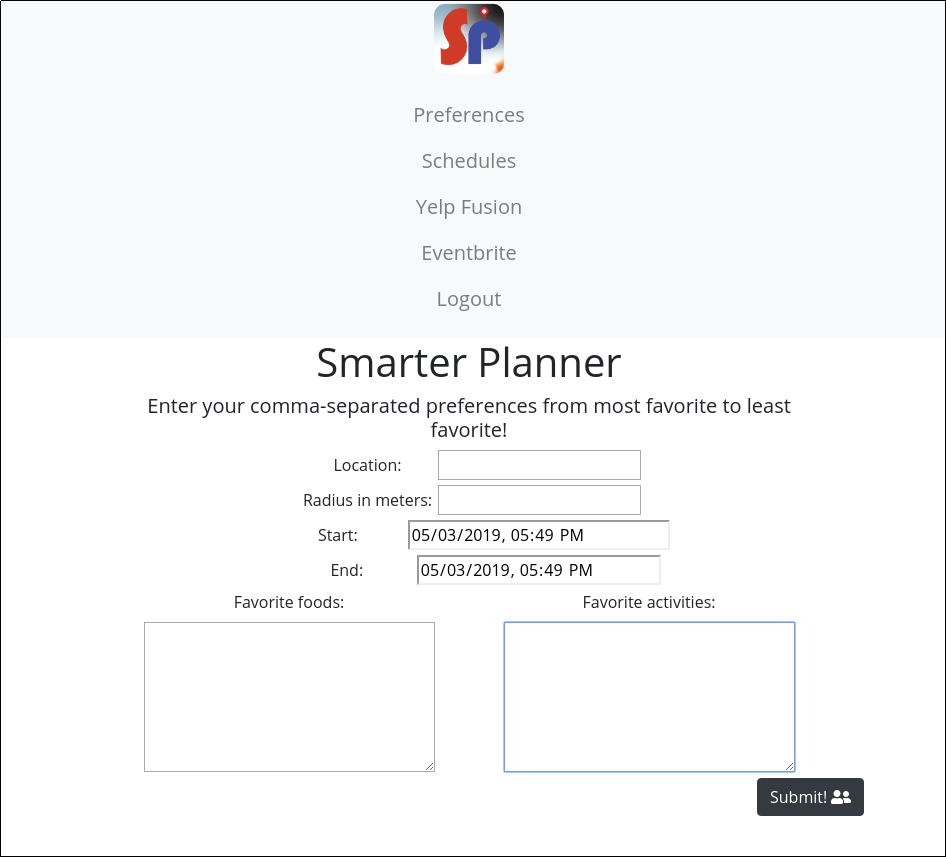 SP
Preferences
Schedules
Yelp Fusion
Eventbrite
Logout
Smarter Planner
Enter your comma-separated preferences from most favorite to least
favorite!
Location:
Radius in meters:
Start: 05/03/2019, 05:49 PM
End: 05/03/2019, 05:49 PM
Favorite foods: Favorite activities:
Submit!